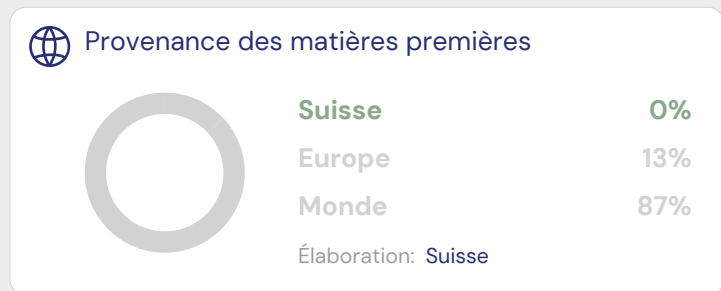 Provenance des matières premières
Suisse 0%
Europe 13%
Monde 87%
Élaboration: Suisse